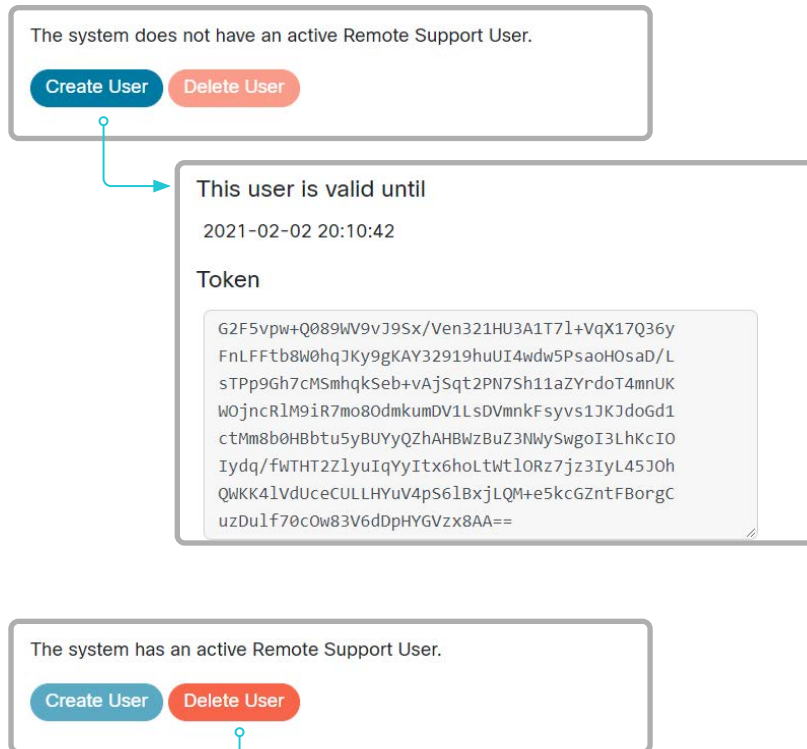 The system does not have an active Remote Support User.
Create User Delete User
This user is valid until
2021-02-02 20:10:42
Token
G2F5vpw+Q089WV9vJ9Sx/Ven321HU3A1T7l+VqX17Q36y
FnLFFtb8W0hqJKy9gKAY32919huUI4wdw5PsaoHOsaD/L
sTPp9Gh7cMSmhqkSeb+vAjSqt2PN7Sh11aZYrdoT4mnUK
WOjncRlM9iR7mo8OdmkumDV1LsDVmnkFsyvs1JKJdoGd1
ctMm8b0HBbtu5yBUYyQZhAHBWzBuZ3NWySwgoI3LhKcIO
Iydq/fWTHT2ZlyuIqYyItx6hoLtWtlORz7jz3IyL45JOh
QWKK4lVdUceCULLHYuV4pS6lBxjLQM+e5kcGZntFBorgC
uzDulf70cOw83V6dDpHYGVzx8AA==
The system has an active Remote Support User.
Create User Delete User